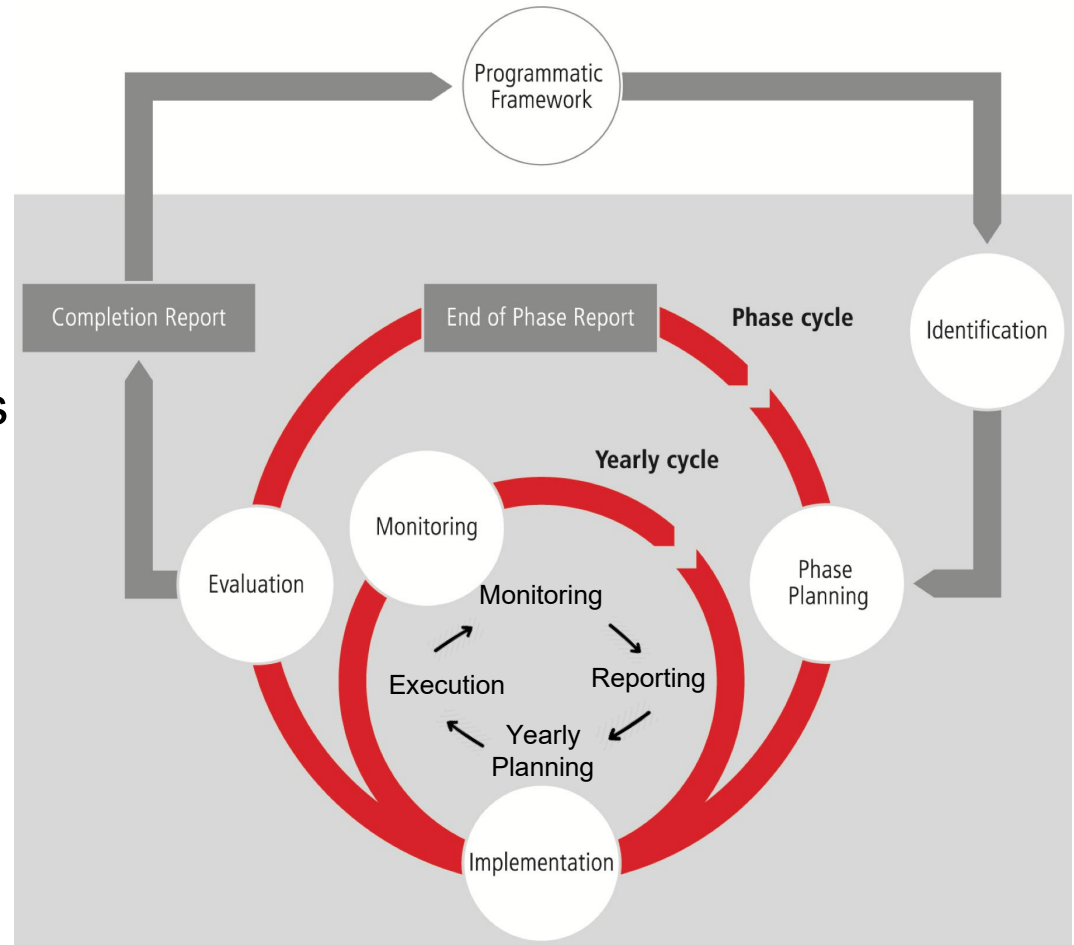 Programmatic
Framework
Completion Report
End of Phase Report
Phase cycle
Identification
s
Yearly cycle
Monitoring
Evaluation
Phase
Planning
Monitoring
Execution
Reporting
Yearly
Planning
Implementation